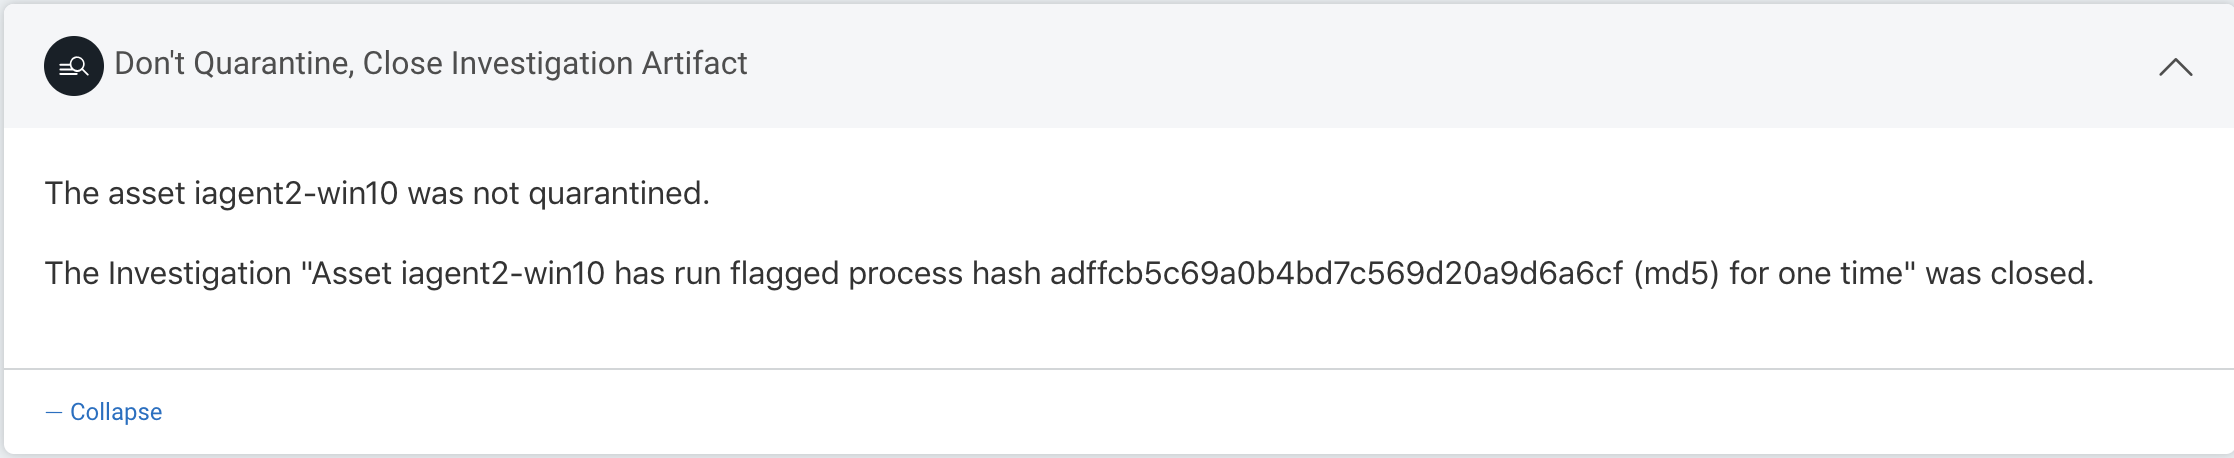 Don't Quarantine, Close Investigation Artifact
The asset iagent2-win10 was not quarantined.
The Investigation "Asset iagent2-win10 has run flagged process hash adffcb5c69a0b4bd7c569d20a9d6a6cf (md5) for one time" was closed.
— Collapse